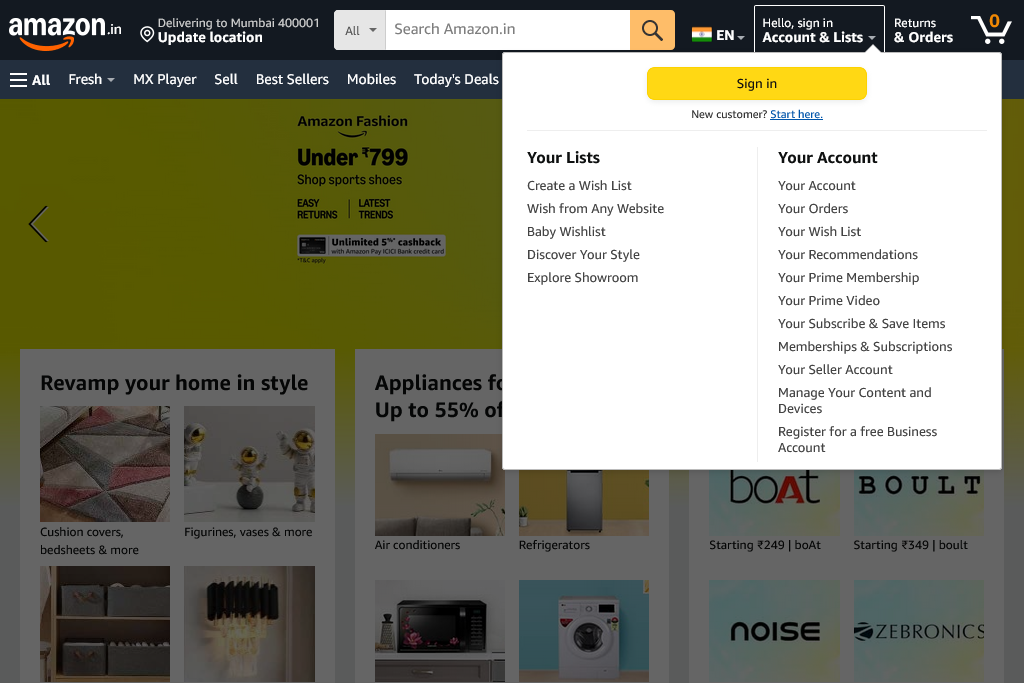 amazon.in
Delivering to Mumbai 400001
Update location
All
Search Amazon.in
EN
Hello, sign in
Account & Lists
Returns
& Orders
0
All
Fresh
MX Player
Sell
Best Sellers
Mobiles
Today's Deals
Sign in
New customer? Start here.
Your Lists
Create a Wish List
Wish from Any Website
Baby Wishlist
Discover Your Style
Explore Showroom
Your Account
Your Account
Your Orders
Your Wish List
Your Recommendations
Your Prime Membership
Your Prime Video
Your Subscribe & Save Items
Memberships & Subscriptions
Your Seller Account
Manage Your Content and
Devices
Register for a free Business
Account
Amazon Fashion
Under ₹799
Shop sports shoes
EASY
RETURNS
LATEST
TRENDS
Unlimited 5%* cashback
with Amazon Pay ICICI Bank credit card
*T&C apply
Revamp your home in style
Cushion covers,
bedsheets & more
Figurines, vases & more
Appliances fo
Up to 55% of
Air conditioners
Refrigerators
boAt
BOULT
Starting ₹249 | boAt
Starting ₹349 | boult
noise
ZEBRONICS